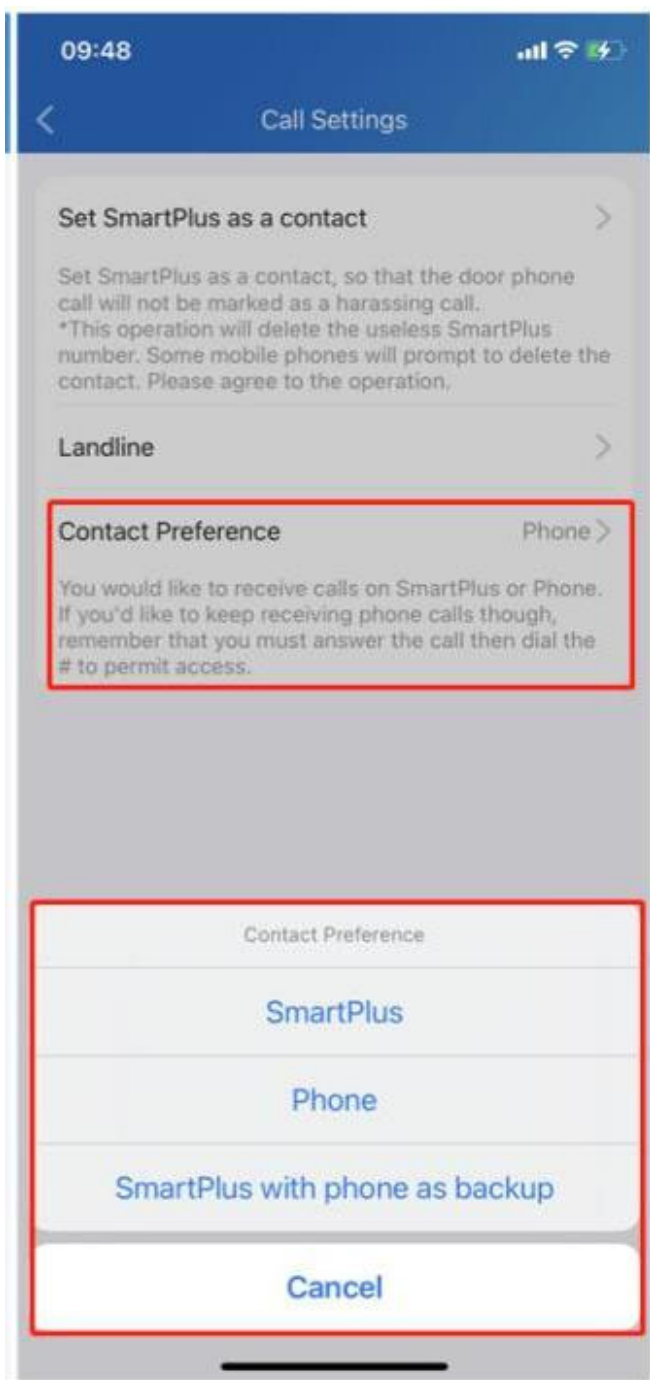 09:48
Call Settings
Set SmartPlus as a contact
Set SmartPlus as a contact, so that the door phone
call will not be marked as a harassing call.
*This operation will delete the useless SmartPlus
number. Some mobile phones will prompt to delete the
contact. Please agree to the operation.
Landline
Contact Preference Phone
You would like to receive calls on SmartPlus or Phone.
If you'd like to keep receiving phone calls though,
remember that you must answer the call then dial the
# to permit access.
Contact Preference
SmartPlus
Phone
SmartPlus with phone as backup
Cancel